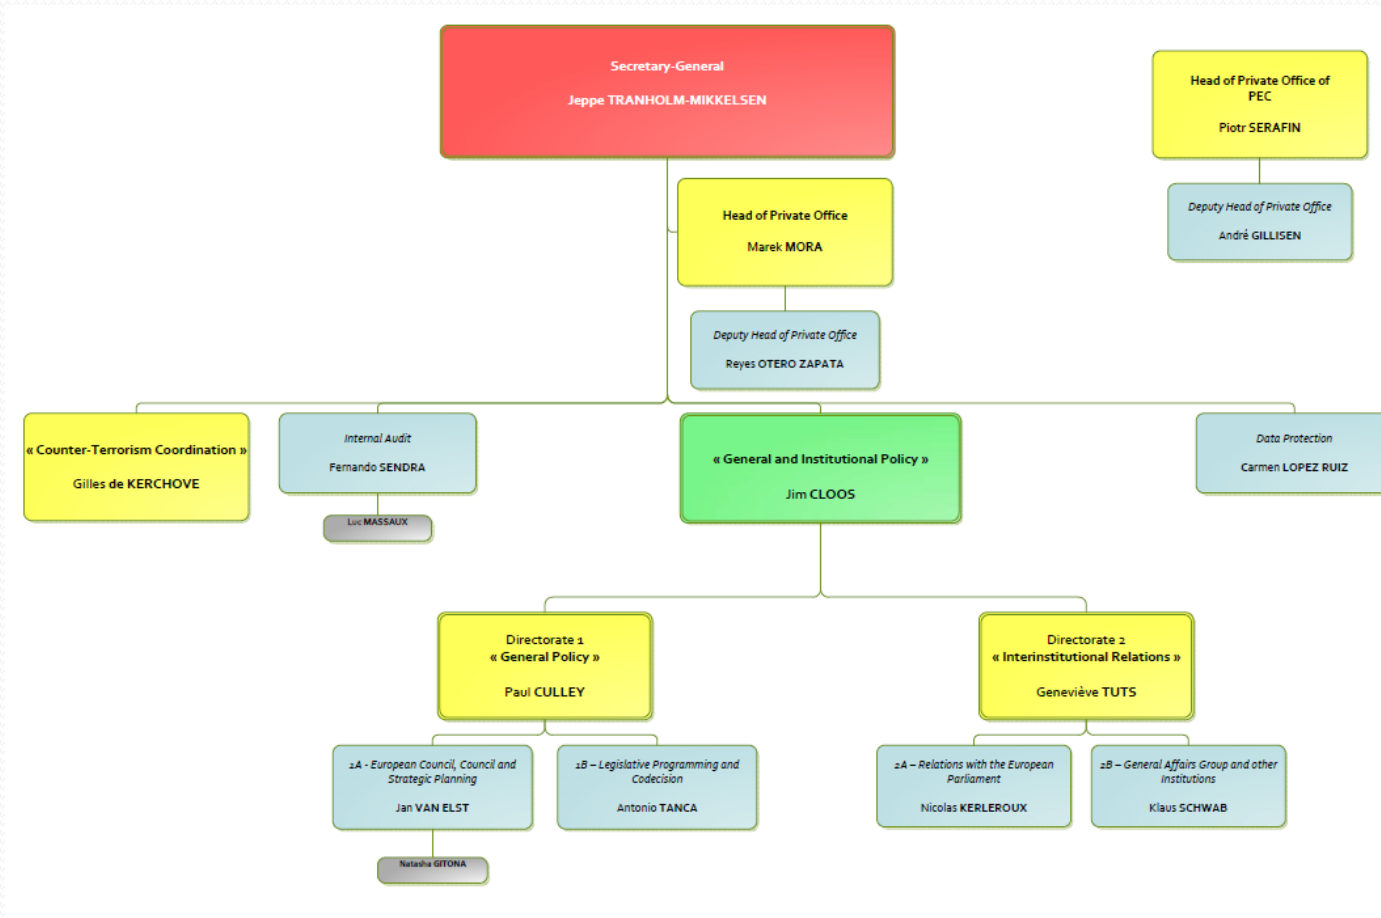 Secretary-General
Jeppe TRANHOLM-MIKKELSEN
Head of Private Office of
PEC
Piotr SERAFIN
Deputy Head of Private Office
André GILLISEN
Head of Private Office
Marek MORA
Deputy Head of Private Office
Reyes OTERO ZAPATA
« Counter-Terrorism Coordination »
Gilles de KERCHOVE
Internal Audit
Fernando SENDRA
Luc MASSAUX
« General and Institutional Policy »
Jim CLOOS
Data Protection
Carmen LOPEZ RUIZ
Directorate 1
« General Policy »
Paul CULLEY
Directorate 2
« Interinstitutional Relations »
Geneviève TUTS
1A - European Council, Council and
Strategic Planning
Jan VAN ELST
Natasha GITONA
1B – Legislative Programming and
Codecision
Antonio TANCA
2A – Relations with the European
Parliament
Nicolas KERLEROUX
2B – General Affairs Group and other
Institutions
Klaus SCHWAB